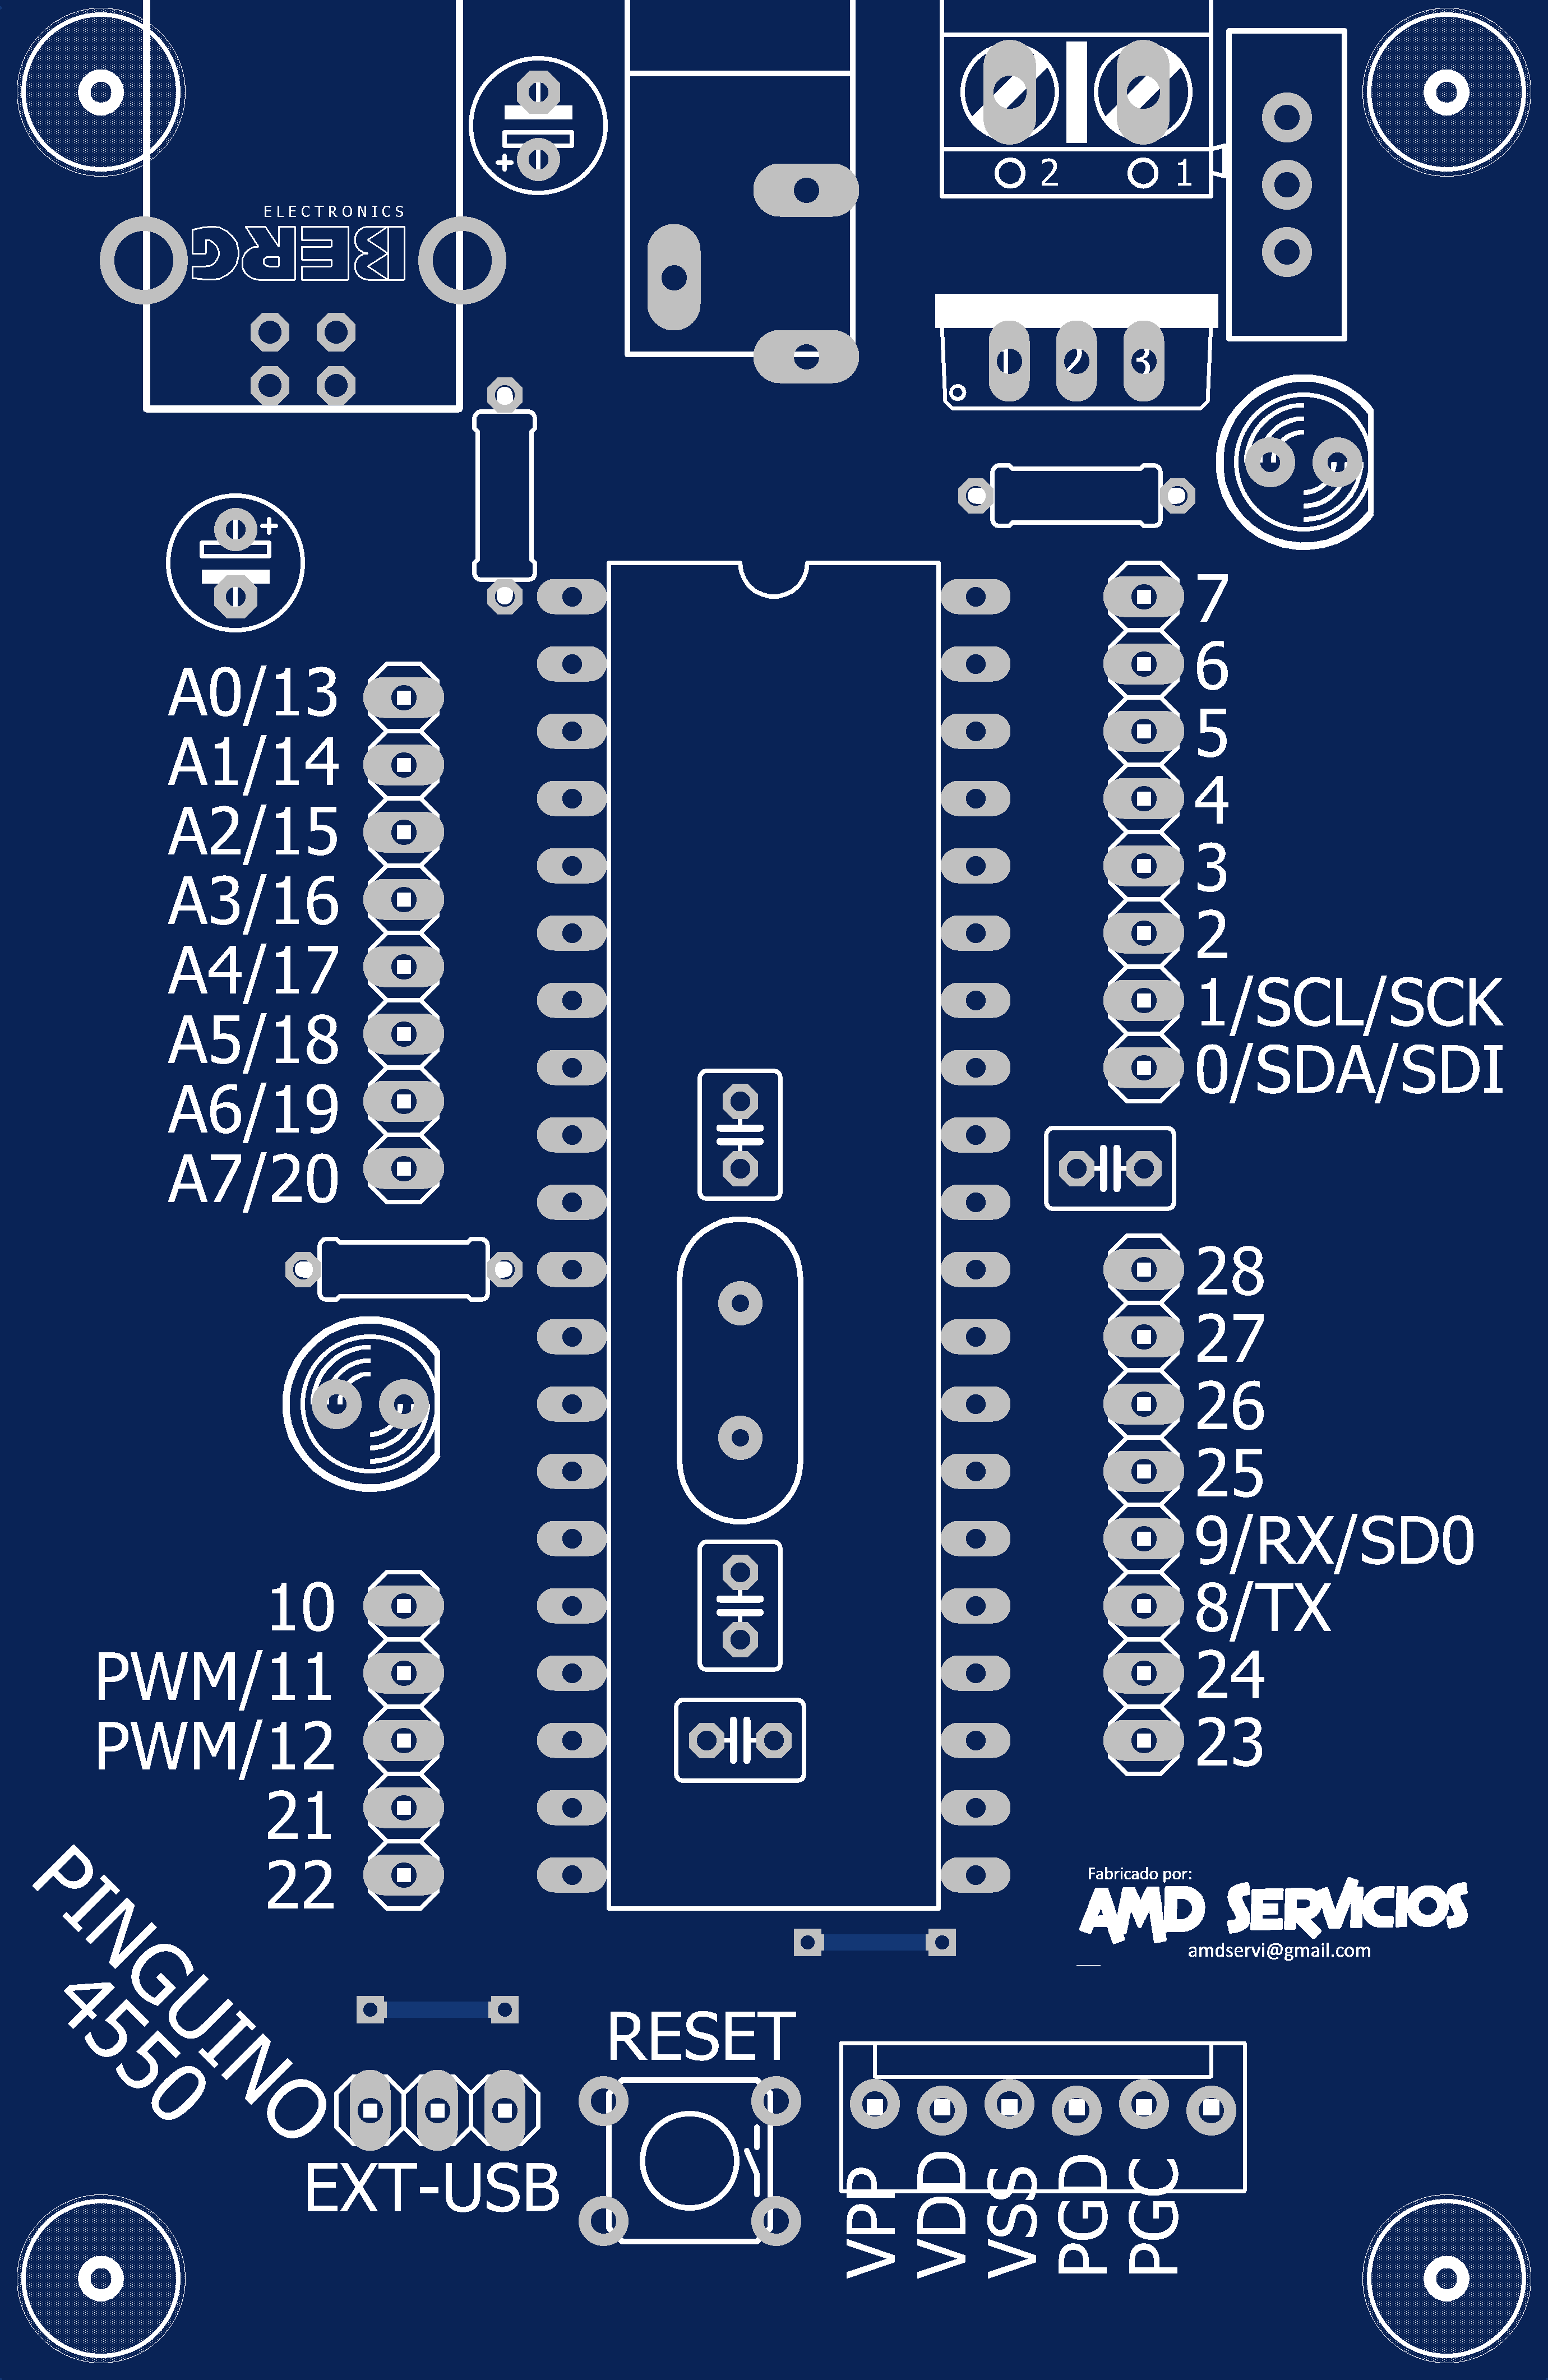 2 1
ELECTRONICS
BERG
1 2 3
+
+
7
6
5
4
3
2
1/SCL/SCK
0/SDA/SDI
A0/13
A1/14
A2/15
A3/16
A4/17
A5/18
A6/19
A7/20
28
27
26
25
9/RX/SD0
8/TX
24
23
10
PWM/11
PWM/12
21
22
Fabricado por:
AMD SERVICIOS
amdservi@gmail.com
PINGUINO
4550
RESET
EXT-USB
VPP
VDD
VSS
PGD
PGC